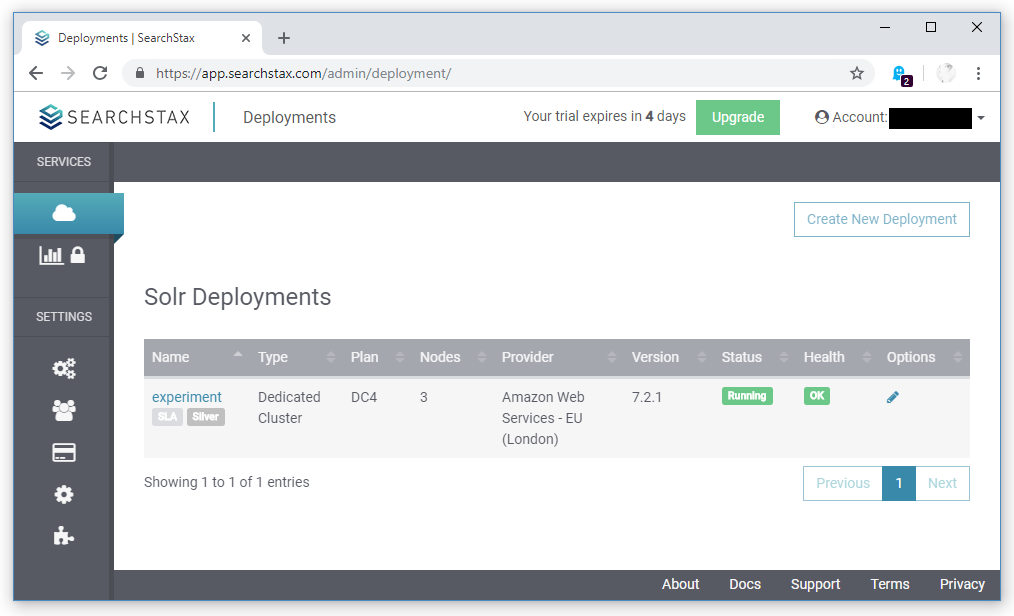 Deployments | SearchStax
https://app.searchstax.com/admin/deployment/
2
SEARCHSTAX
Deployments
Your trial expires in 4 days
Upgrade
Account:
SERVICES
Create New Deployment
Solr Deployments
SETTINGS
Name Type Plan Nodes Provider Version Status Health Options
experiment Dedicated DC4 3 Amazon Web 7.2.1 Running OK
SLA Silver Cluster Services - EU
(London)
Showing 1 to 1 of 1 entries
Previous 1 Next
About Docs Support Terms Privacy